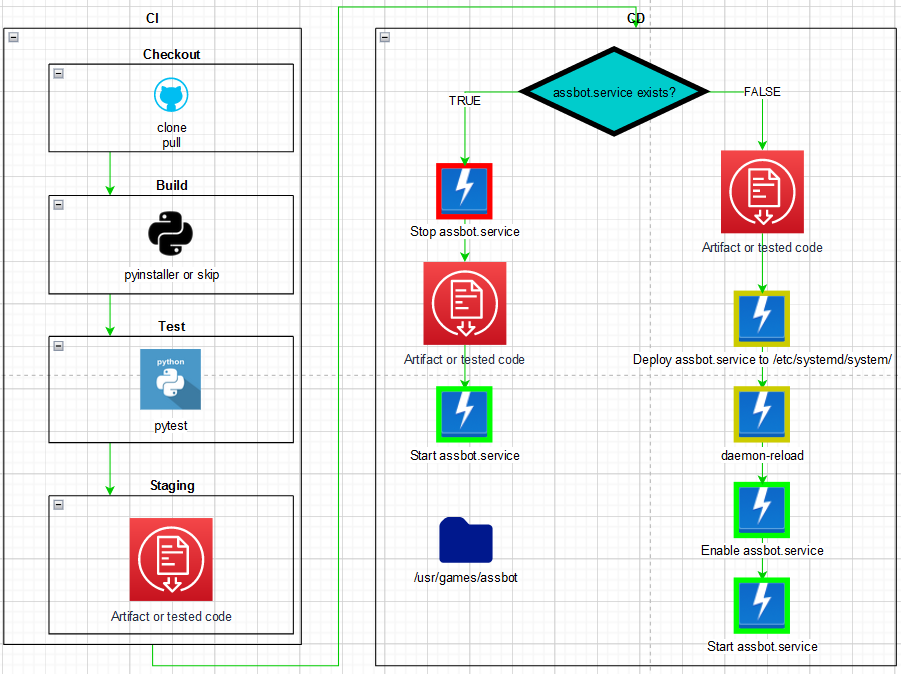 CI
Checkout
clone
pull
Build
pyinstaller or skip
Test
python
pytest
Staging
Artifact or tested code
CD
assbot.service exists?
TRUE
FALSE
Stop assbot.service
Artifact or tested code
Start assbot.service
/usr/games/assbot
Artifact or tested code
Deploy assbot.service to /etc/systemd/system/
daemon-reload
Enable assbot.service
Start assbot.service